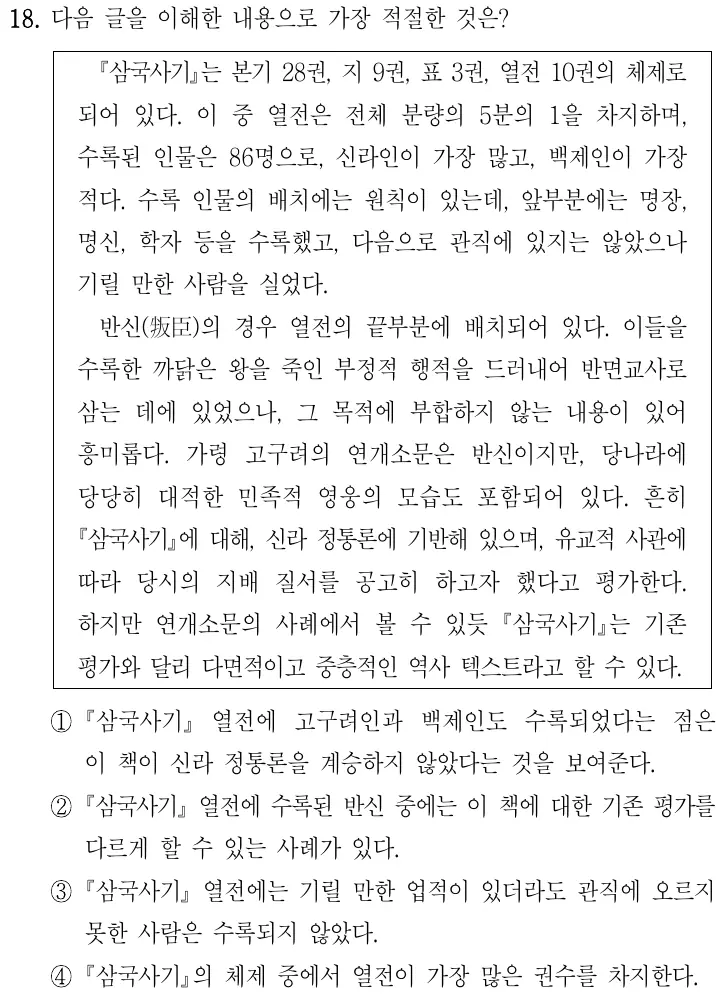 18. 다음 글을 이해한 내용으로 가장 적절한 것은?
『삼국사기』는 본기 28권, 지 9권, 표 3권, 열전 10권의 체제로
되어 있다. 이 중 열전은 전체 분량의 5분의 1을 차지하며,
수록된 인물은 86명으로, 신라인이 가장 많고, 백제인이 가장
적다. 수록 인물의 배치에는 원칙이 있는데, 앞부분에는 명장,
명신, 학자 등을 수록했고, 다음으로 관직에 있지는 않았으나
기릴 만한 사람을 실었다.
반신(叛臣)의 경우 열전의 끝부분에 배치되어 있다. 이들을
수록한 까닭은 왕을 죽인 부정적 행적을 드러내어 반면교사로
삼는 데에 있었으나, 그 목적에 부합하지 않는 내용이 있어
흥미롭다. 가령 고구려의 연개소문은 반신이지만, 당나라에
당당히 대적한 민족적 영웅의 모습도 포함되어 있다. 흔히
『삼국사기』에 대해, 신라 정통론에 기반해 있으며, 유교적 사관에
따라 당시의 지배 질서를 공고히 하고자 했다고 평가한다.
하지만 연개소문의 사례에서 볼 수 있듯 『삼국사기』는 기존
평가와 달리 다면적이고 중층적인 역사 텍스트라고 할 수 있다.
① 『삼국사기』 열전에 고구려인과 백제인도 수록되었다는 점은
이 책이 신라 정통론을 계승하지 않았다는 것을 보여준다.
② 『삼국사기』 열전에 수록된 반신 중에는 이 책에 대한 기존 평가를
다르게 할 수 있는 사례가 있다.
③ 『삼국사기』 열전에는 기릴 만한 업적이 있더라도 관직에 오르지
못한 사람은 수록되지 않았다.
④ 『삼국사기』의 체제 중에서 열전이 가장 많은 권수를 차지한다.